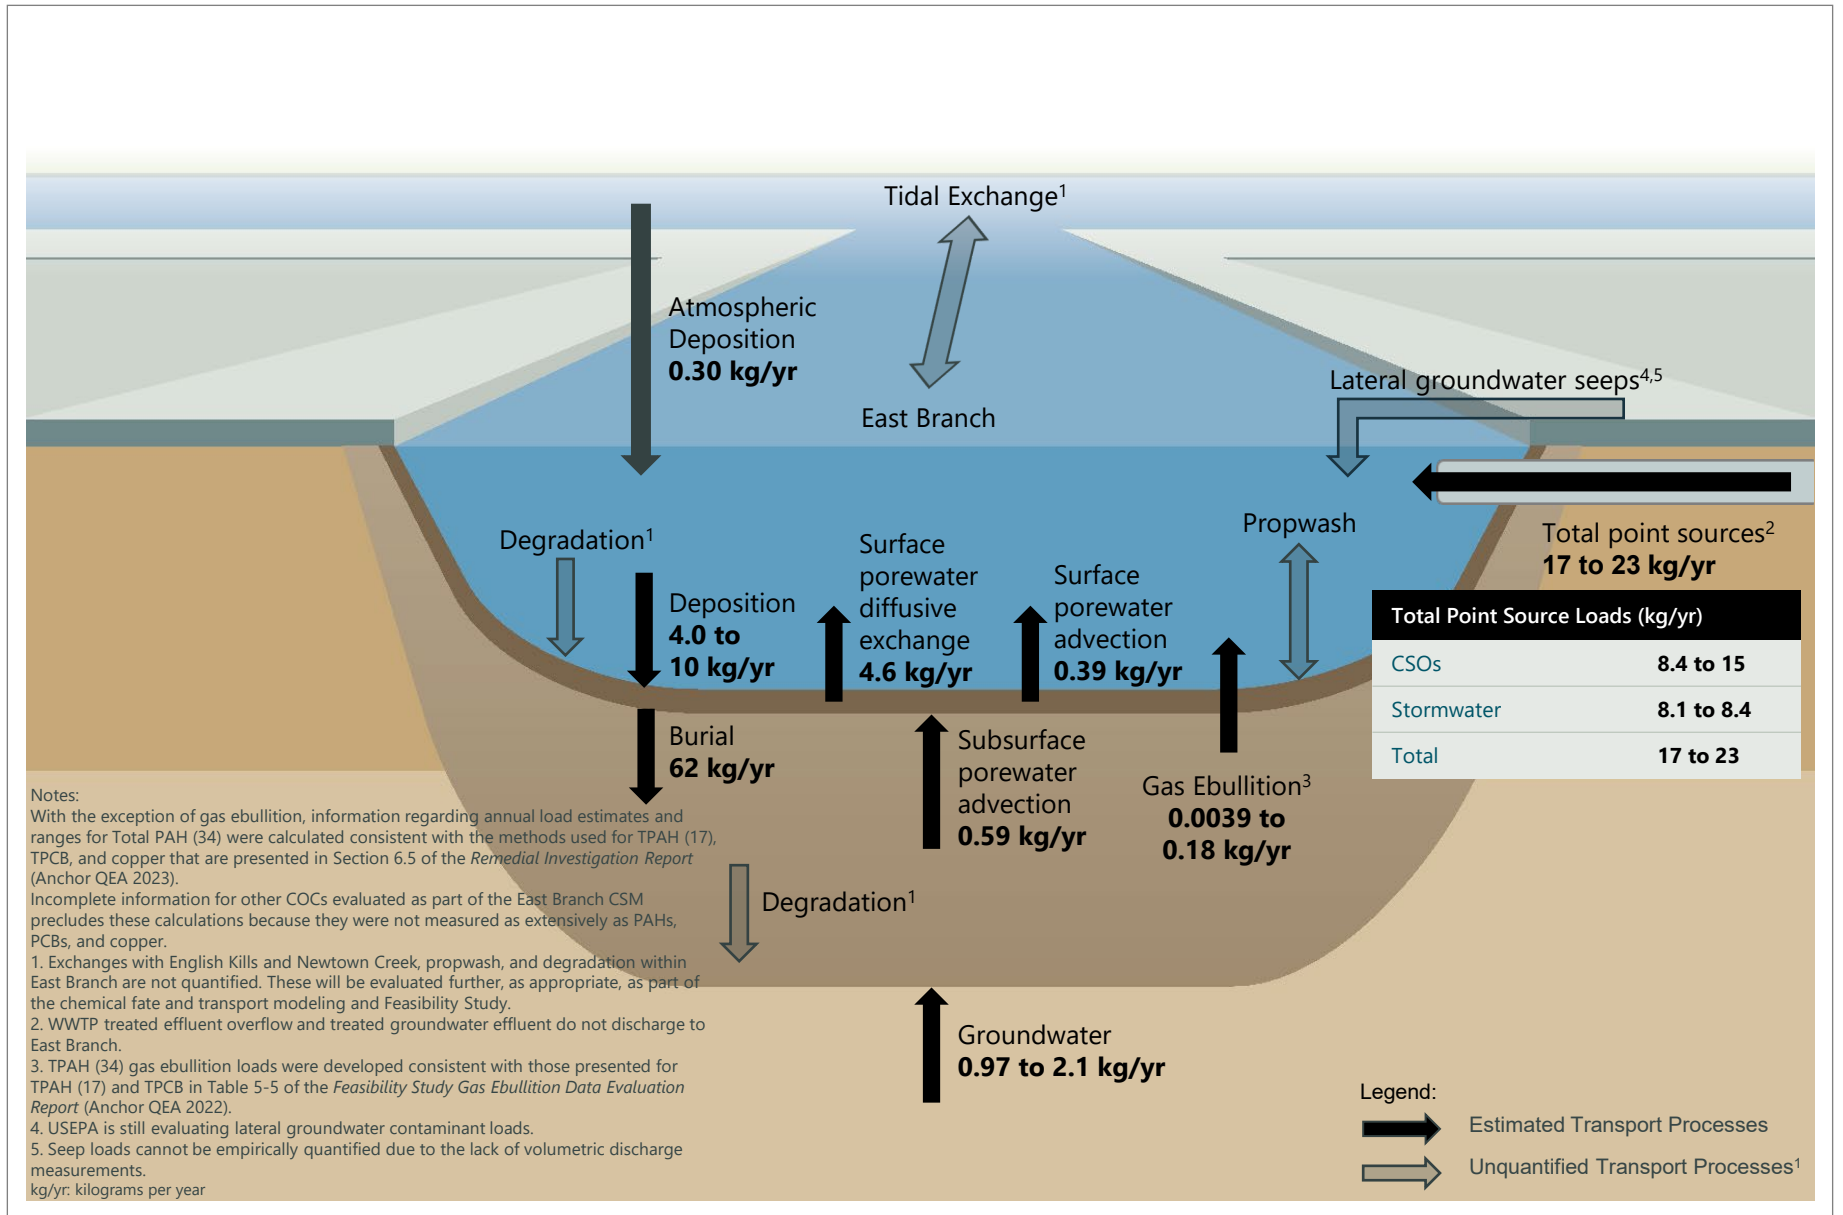 Tidal Exchange¹
Atmospheric
Deposition
0.30 kg/yr
East Branch
Lateral groundwater seeps⁴,⁵
Total point sources²
17 to 23 kg/yr
Total Point Source Loads (kg/yr)
CSOs 8.4 to 15
Stormwater 8.1 to 8.4
Total 17 to 23
Propwash
Degradation¹
Deposition
4.0 to
10 kg/yr
Surface
porewater
diffusive
exchange
4.6 kg/yr
Surface
porewater
advection
0.39 kg/yr
Burial
62 kg/yr
Subsurface
porewater
advection
0.59 kg/yr
Gas Ebullition³
0.0039 to
0.18 kg/yr
Degradation¹
Groundwater
0.97 to 2.1 kg/yr
Notes:
With the exception of gas ebullition, information regarding annual load estimates and
ranges for Total PAH (34) were calculated consistent with the methods used for TPAH (17),
TPCB, and copper that are presented in Section 6.5 of the Remedial Investigation Report
(Anchor QEA 2023).
Incomplete information for other COCs evaluated as part of the East Branch CSM
precludes these calculations because they were not measured as extensively as PAHs,
PCBs, and copper.
1. Exchanges with English Kills and Newtown Creek, propwash, and degradation within
East Branch are not quantified. These will be evaluated further, as appropriate, as part of
the chemical fate and transport modeling and Feasibility Study.
2. WWTP treated effluent overflow and treated groundwater effluent do not discharge to
East Branch.
3. TPAH (34) gas ebullition loads were developed consistent with those presented for
TPAH (17) and TPCB in Table 5-5 of the Feasibility Study Gas Ebullition Data Evaluation
Report (Anchor QEA 2022).
4. USEPA is still evaluating lateral groundwater contaminant loads.
5. Seep loads cannot be empirically quantified due to the lack of volumetric discharge
measurements.
kg/yr: kilograms per year
Legend:
Estimated Transport Processes
Unquantified Transport Processes¹